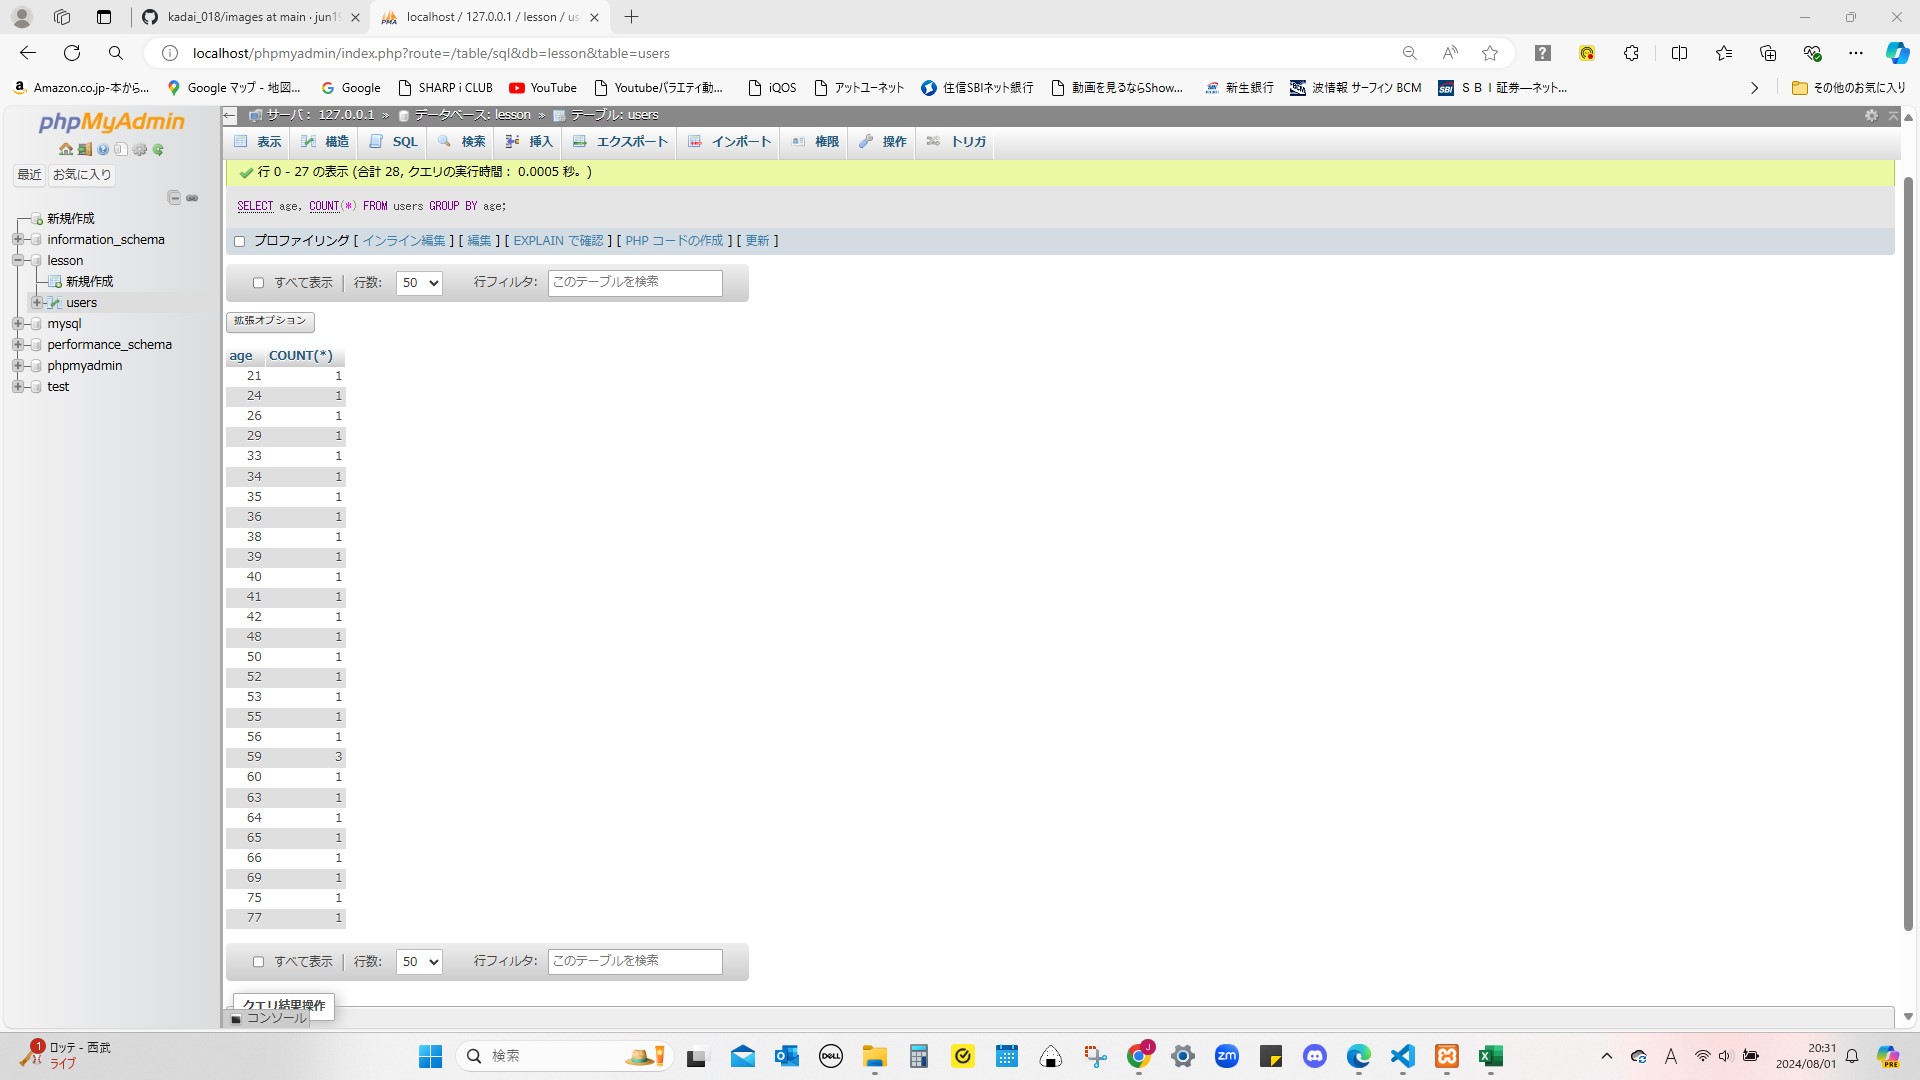 kadai_018/images at main · jun19
localhost / 127.0.0.1 / lesson / us
localhost/phpmyadmin/index.php?route=/table/sql&db=lesson&table=users
Amazon.co.jp-本から...
Google マップ - 地図...
Google
SHARP i CLUB
YouTube
Youtubeバラエティ動...
iQOS
アットユーネット
住信SBIネット銀行
動画を見るならShow...
新生銀行
波情報 サーフィン BCM
ＳＢＩ証券―ネット...
その他のお気に入り
phpMyAdmin
最近 お気に入り
新規作成
information_schema
lesson
新規作成
users
mysql
performance_schema
phpmyadmin
test
サーバ： 127.0.0.1 » データベース: lesson » テーブル: users
表示 構造 SQL 検索 挿入 エクスポート インポート 権限 操作 トリガ
行 0 - 27 の表示 (合計 28, クエリの実行時間： 0.0005 秒。)
SELECT age, COUNT(*) FROM users GROUP BY age;
プロファイリング [ インライン編集 ] [ 編集 ] [ EXPLAIN で確認 ] [ PHP コードの作成 ] [ 更新 ]
すべて表示 | 行数: 50 行フィルタ: このテーブルを検索
拡張オプション
age COUNT(*)
21 1
24 1
26 1
29 1
33 1
34 1
35 1
36 1
38 1
39 1
40 1
41 1
42 1
48 1
50 1
52 1
53 1
55 1
56 1
59 3
60 1
63 1
64 1
65 1
66 1
69 1
75 1
77 1
すべて表示 | 行数: 50 行フィルタ: このテーブルを検索
クエリ結果操作
コンソール
1
ロッテ - 西武
ライブ
検索
DELL
zm
J
A
20:31
2024/08/01
PRE